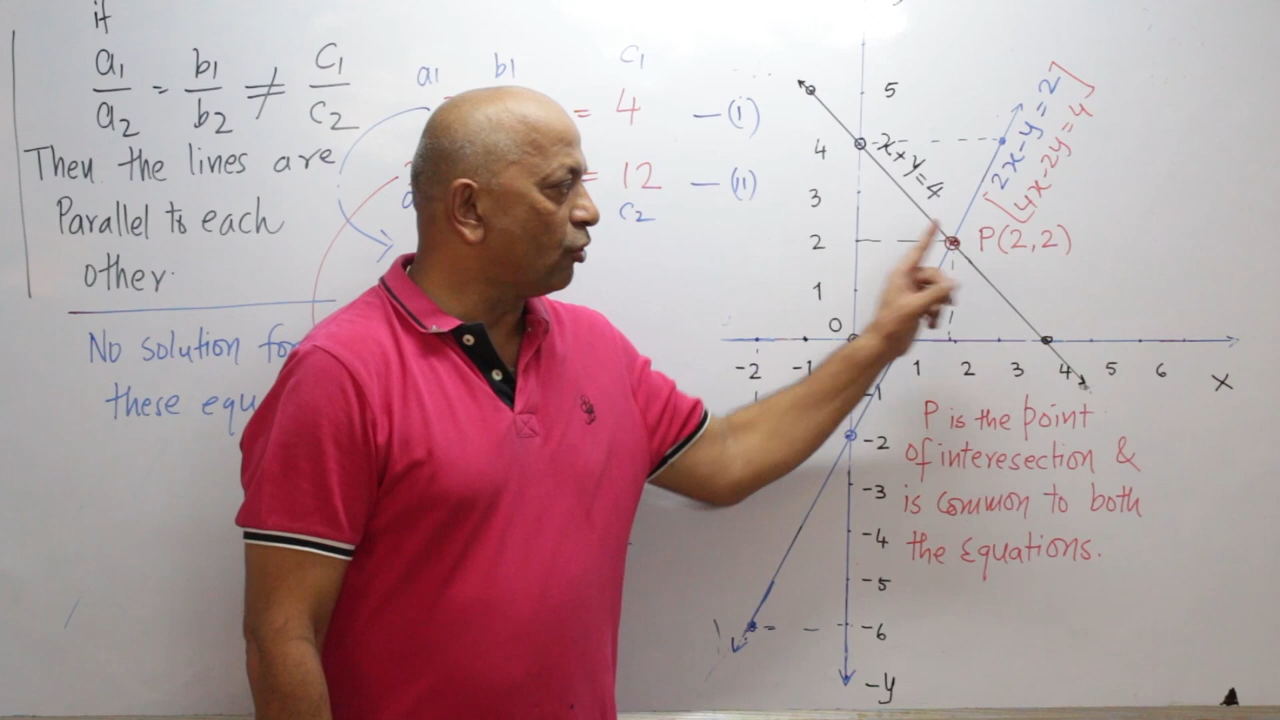 if
a1/a2 = b1/b2 ≠ c1/c2
Then the lines are
Parallel to each
other.
No solution for
these equ
a1 b1 c1
= 4 —(i)
= 12 —(ii)
c2
5
4
3
2
1
0
-2 -1 1 2 3 4 5 6
X
-1
-2
-3
-4
-5
-6
-y
x+y=4
[2x-y=2
4x-2y=4]
P(2,2)
P is the point
of interesection &
is common to both
the Equations.